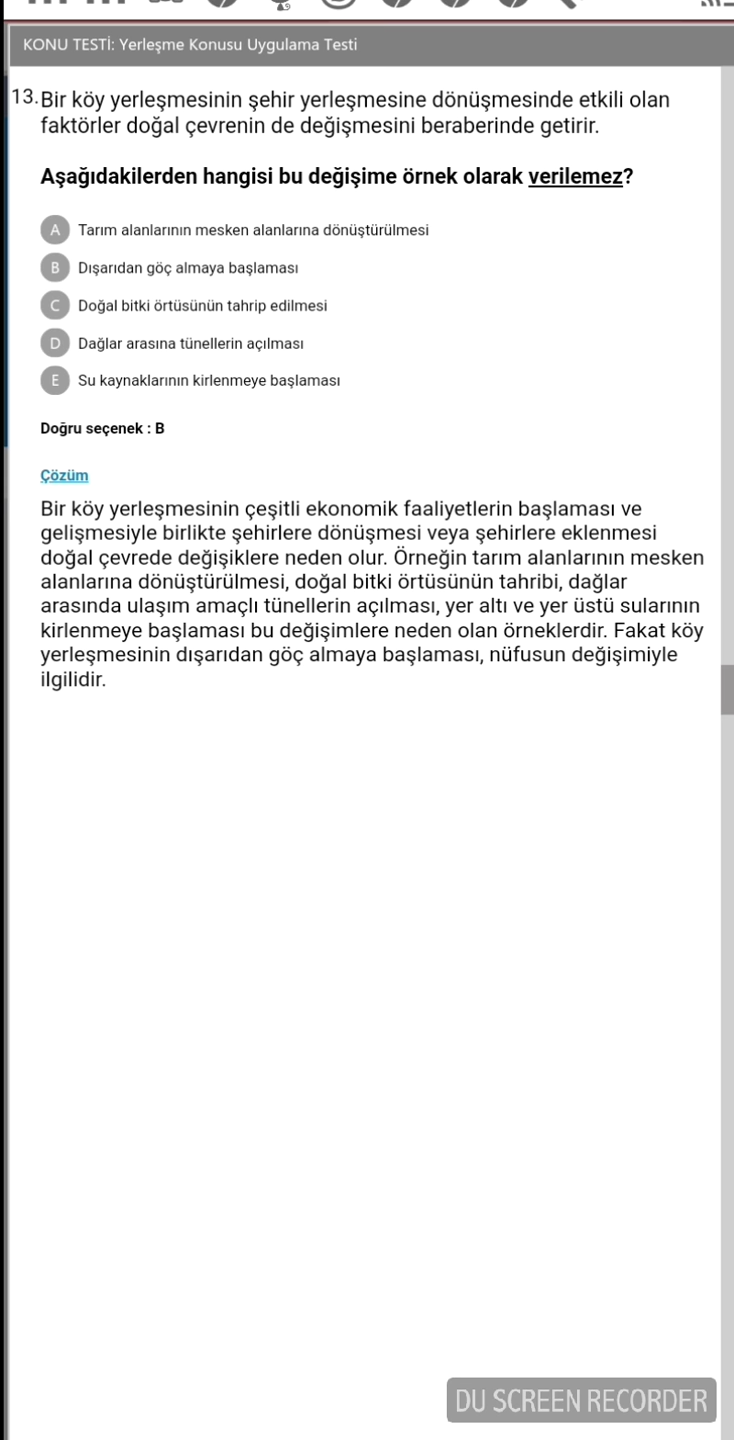 KONU TESTİ: Yerleşme Konusu Uygulama Testi
13. Bir köy yerleşmesinin şehir yerleşmesine dönüşmesinde etkili olan
faktörler doğal çevrenin de değişmesini beraberinde getirir.
Aşağıdakilerden hangisi bu değişime örnek olarak verilemez?
A Tarım alanlarının mesken alanlarına dönüştürülmesi
B Dışarıdan göç almaya başlaması
C Doğal bitki örtüsünün tahrip edilmesi
D Dağlar arasına tünellerin açılması
E Su kaynaklarının kirlenmeye başlaması
Doğru seçenek : B
Çözüm
Bir köy yerleşmesinin çeşitli ekonomik faaliyetlerin başlaması ve
gelişmesiyle birlikte şehirlere dönüşmesi veya şehirlere eklenmesi
doğal çevrede değişiklere neden olur. Örneğin tarım alanlarının mesken
alanlarına dönüştürülmesi, doğal bitki örtüsünün tahribi, dağlar
arasında ulaşım amaçlı tünellerin açılması, yer altı ve yer üstü sularının
kirlenmeye başlaması bu değişimlere neden olan örneklerdir. Fakat köy
yerleşmesinin dışarıdan göç almaya başlaması, nüfusun değişimiyle
ilgilidir.
DU SCREEN RECORDER